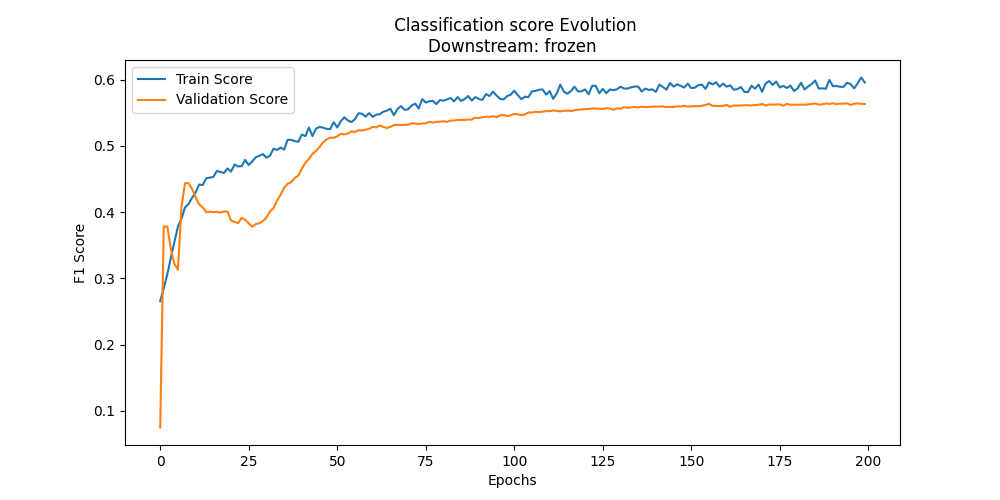 Classification score Evolution
Downstream: frozen
Train Score
Validation Score
F1 Score
0.6
0.5
0.4
0.3
0.2
0.1
0 25 50 75 100 125 150 175 200
Epochs